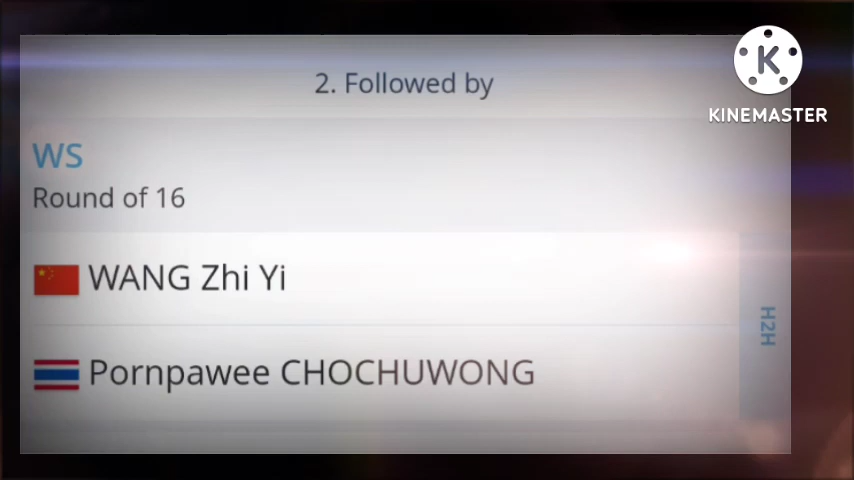 2. Followed by
K
KINEMASTER
WS
Round of 16
WANG Zhi Yi
H2H
Pornpawee CHOCHUWONG